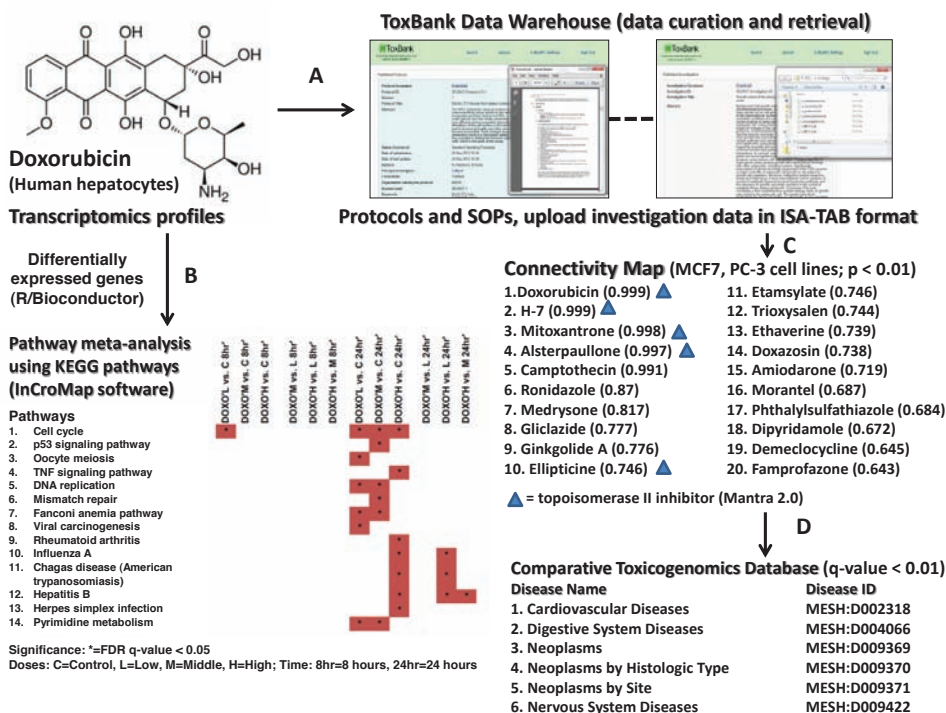 ToxBank Data Warehouse (data curation and retrieval)
O
OH
O
OH
OH
OH
O
O
OH
H
O
O
OH
NH2
A
ToxBank
ToxBank
Doxorubicin
(Human hepatocytes)
Transcriptomics profiles
Protocols and SOPs, upload investigation data in ISA-TAB format
Differentially
expressed genes
(R/Bioconductor)
B
C
Connectivity Map (MCF7, PC-3 cell lines; p < 0.01)
1.Doxorubicin (0.999)
2. H-7 (0.999)
3. Mitoxantrone (0.998)
4. Alsterpaullone (0.997)
5. Camptothecin (0.991)
6. Ronidazole (0.87)
7. Medrysone (0.817)
8. Gliclazide (0.777)
9. Ginkgolide A (0.776)
10. Ellipticine (0.746)
11. Etamsylate (0.746)
12. Trioxysalen (0.744)
13. Ethaverine (0.739)
14. Doxazosin (0.738)
15. Amiodarone (0.719)
16. Morantel (0.687)
17. Phthalylsulfathiazole (0.684)
18. Dipyridamole (0.672)
19. Demeclocycline (0.645)
20. Famprofazone (0.643)
= topoisomerase II inhibitor (Mantra 2.0)
D
Pathway meta-analysis
using KEGG pathways
(InCroMap software)
DOXO'L vs. C 8hr'
DOXO'M vs. C 8hr'
DOXO'H vs. C 8hr'
DOXO'M vs. L 8hr'
DOXO'H vs. L 8hr'
DOXO'H vs. M 8hr'
DOXO'L vs. C 24hr'
DOXO'M vs. C 24hr'
DOXO'H vs. C 24hr'
DOXO'M vs. L 24hr'
DOXO'H vs. L 24hr'
DOXO'H vs. M 24hr'
Pathways
1. Cell cycle
2. p53 signaling pathway
3. Oocyte meiosis
4. TNF signaling pathway
5. DNA replication
6. Mismatch repair
7. Fanconi anemia pathway
8. Viral carcinogenesis
9. Rheumatoid arthritis
10. Influenza A
11. Chagas disease (American
trypanosomiasis)
12. Hepatitis B
13. Herpes simplex infection
14. Pyrimidine metabolism
Significance: *=FDR q-value < 0.05
Doses: C=Control, L=Low, M=Middle, H=High; Time: 8hr=8 hours, 24hr=24 hours
Comparative Toxicogenomics Database (q-value < 0.01)
Disease Name Disease ID
1. Cardiovascular Diseases MESH:D002318
2. Digestive System Diseases MESH:D004066
3. Neoplasms MESH:D009369
4. Neoplasms by Histologic Type MESH:D009370
5. Neoplasms by Site MESH:D009371
6. Nervous System Diseases MESH:D009422